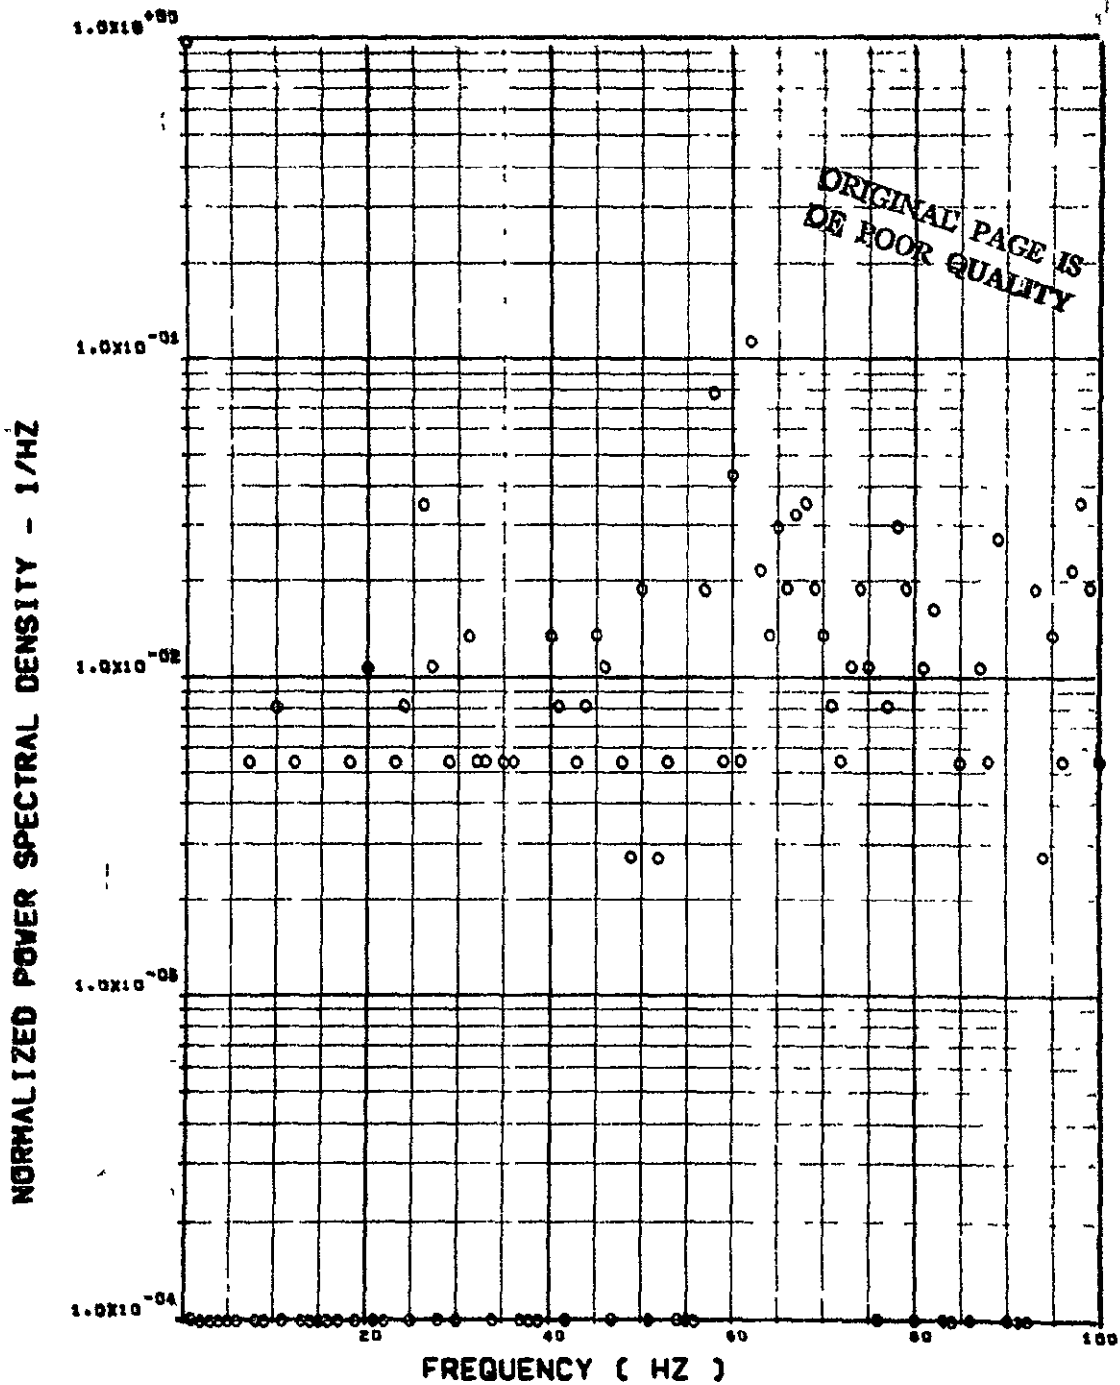 1.0X10+00
ORIGINAL PAGE IS
OF POOR QUALITY
1.0X10-01
NORMALIZED POWER SPECTRAL DENSITY - 1/HZ
1.0X10-02
1.0X10-03
1.0X10-04
20
40
60
80
100
FREQUENCY ( HZ )